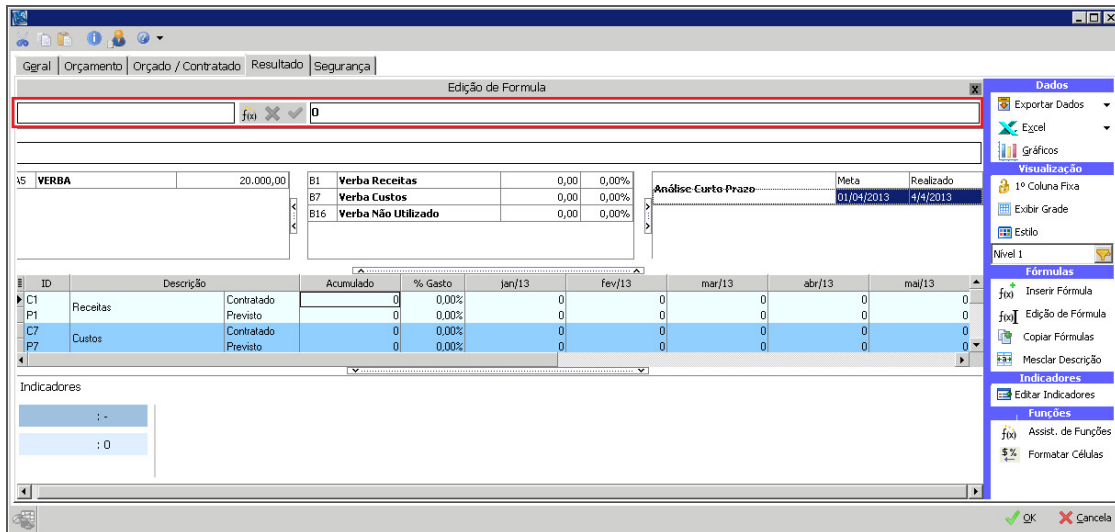 Geral Orçamento Orçado / Contratado Resultado Segurança
Edição de Formula X
f(x) 0
A5 VERBA 20.000,00
B1 Verba Receitas 0,00 0,00%
B7 Verba Custos 0,00 0,00%
B16 Verba Não Utilizado 0,00 0,00%
Meta Realizado
Análise Curto Prazo 01/04/2013 4/4/2013
ID Descrição Acumulado % Gasto jan/13 fev/13 mar/13 abr/13 mai/13
C1 Receitas Contratado 0 0,00% 0 0 0 0 0
P1 Previsto 0 0,00% 0 0 0 0 0
C7 Custos Contratado 0 0,00% 0 0 0 0 0
P7 Previsto 0 0,00% 0 0 0 0 0
Indicadores
: -
: 0
Dados
Exportar Dados
Excel
Gráficos
Visualização
1º Coluna Fixa
Exibir Grade
Estilo
Nível 1
Fórmulas
f(x) Inserir Fórmula
f(x) Edição de Fórmula
Copiar Fórmulas
Mesclar Descrição
Indicadores
Editar Indicadores
Funções
f(x) Assist. de Funções
$% Formatar Células
OK Cancela